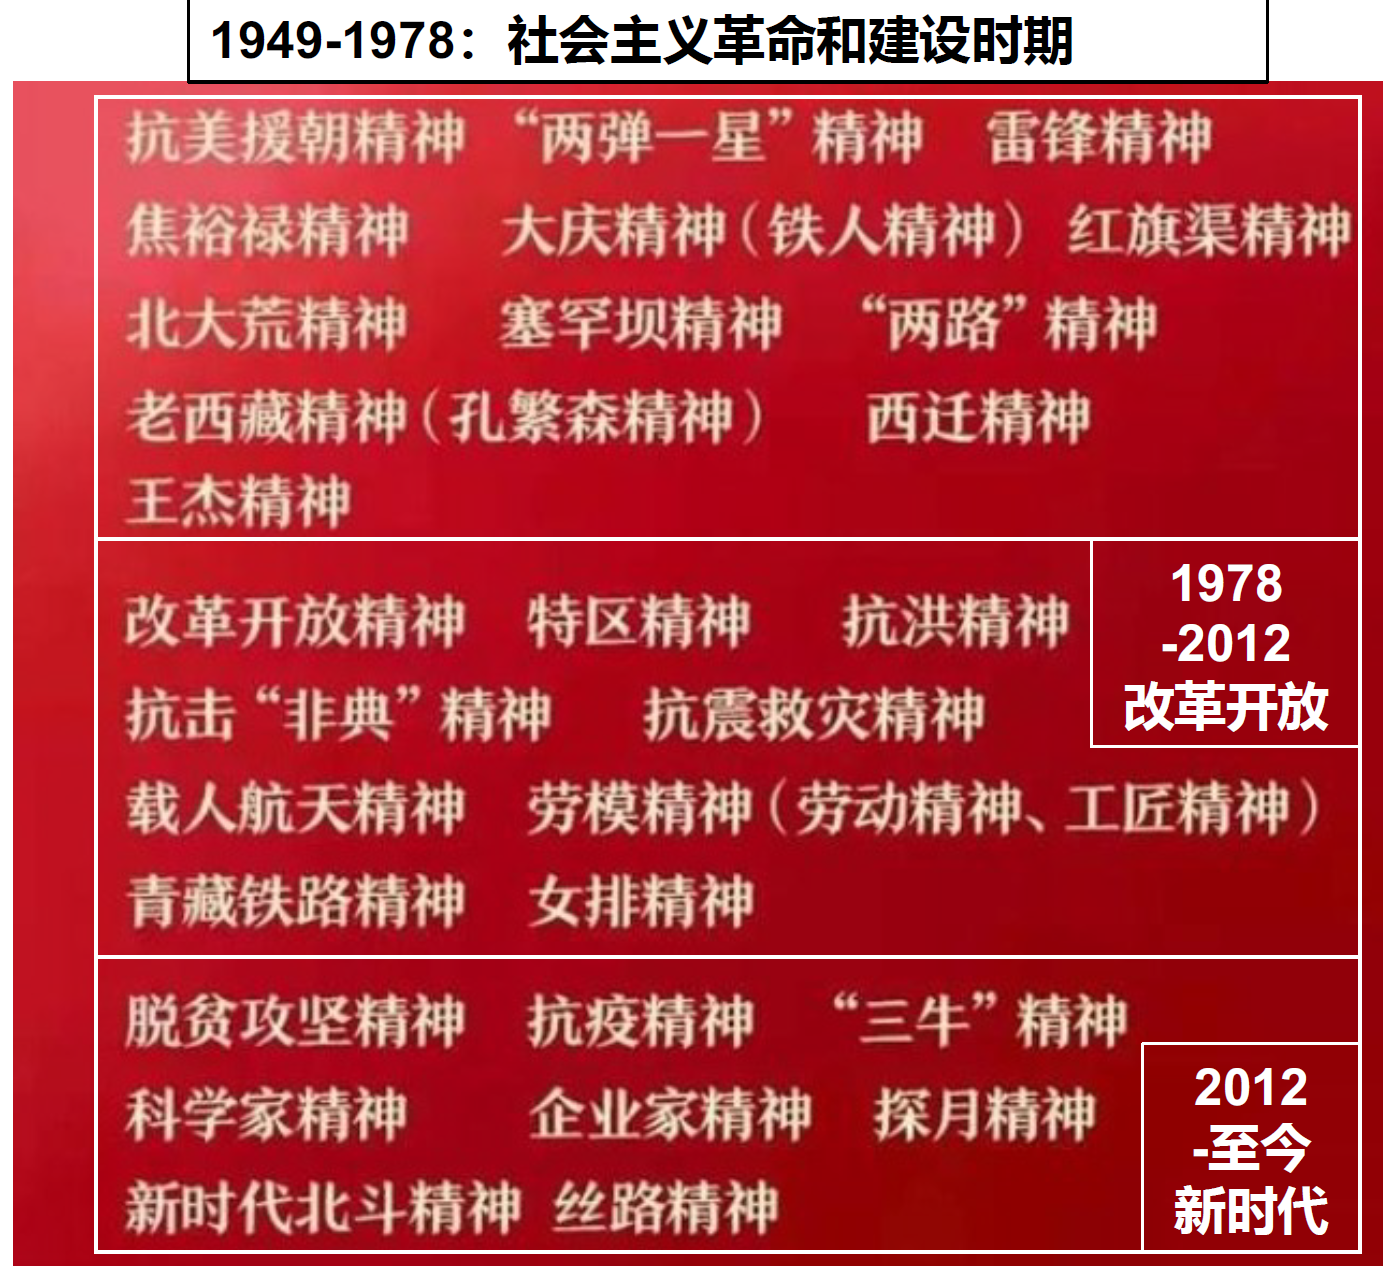 1949-1978：社会主义革命和建设时期
抗美援朝精神 “两弹一星”精神 雷锋精神
焦裕禄精神 大庆精神（铁人精神） 红旗渠精神
北大荒精神 塞罕坝精神 “两路”精神
老西藏精神（孔繁森精神） 西迁精神
王杰精神
改革开放精神 特区精神 抗洪精神
抗击“非典”精神 抗震救灾精神
载人航天精神 劳模精神（劳动精神、工匠精神）
青藏铁路精神 女排精神
1978
-2012
改革开放
脱贫攻坚精神 抗疫精神 “三牛”精神
科学家精神 企业家精神 探月精神
新时代北斗精神 丝路精神
2012
-至今
新时代